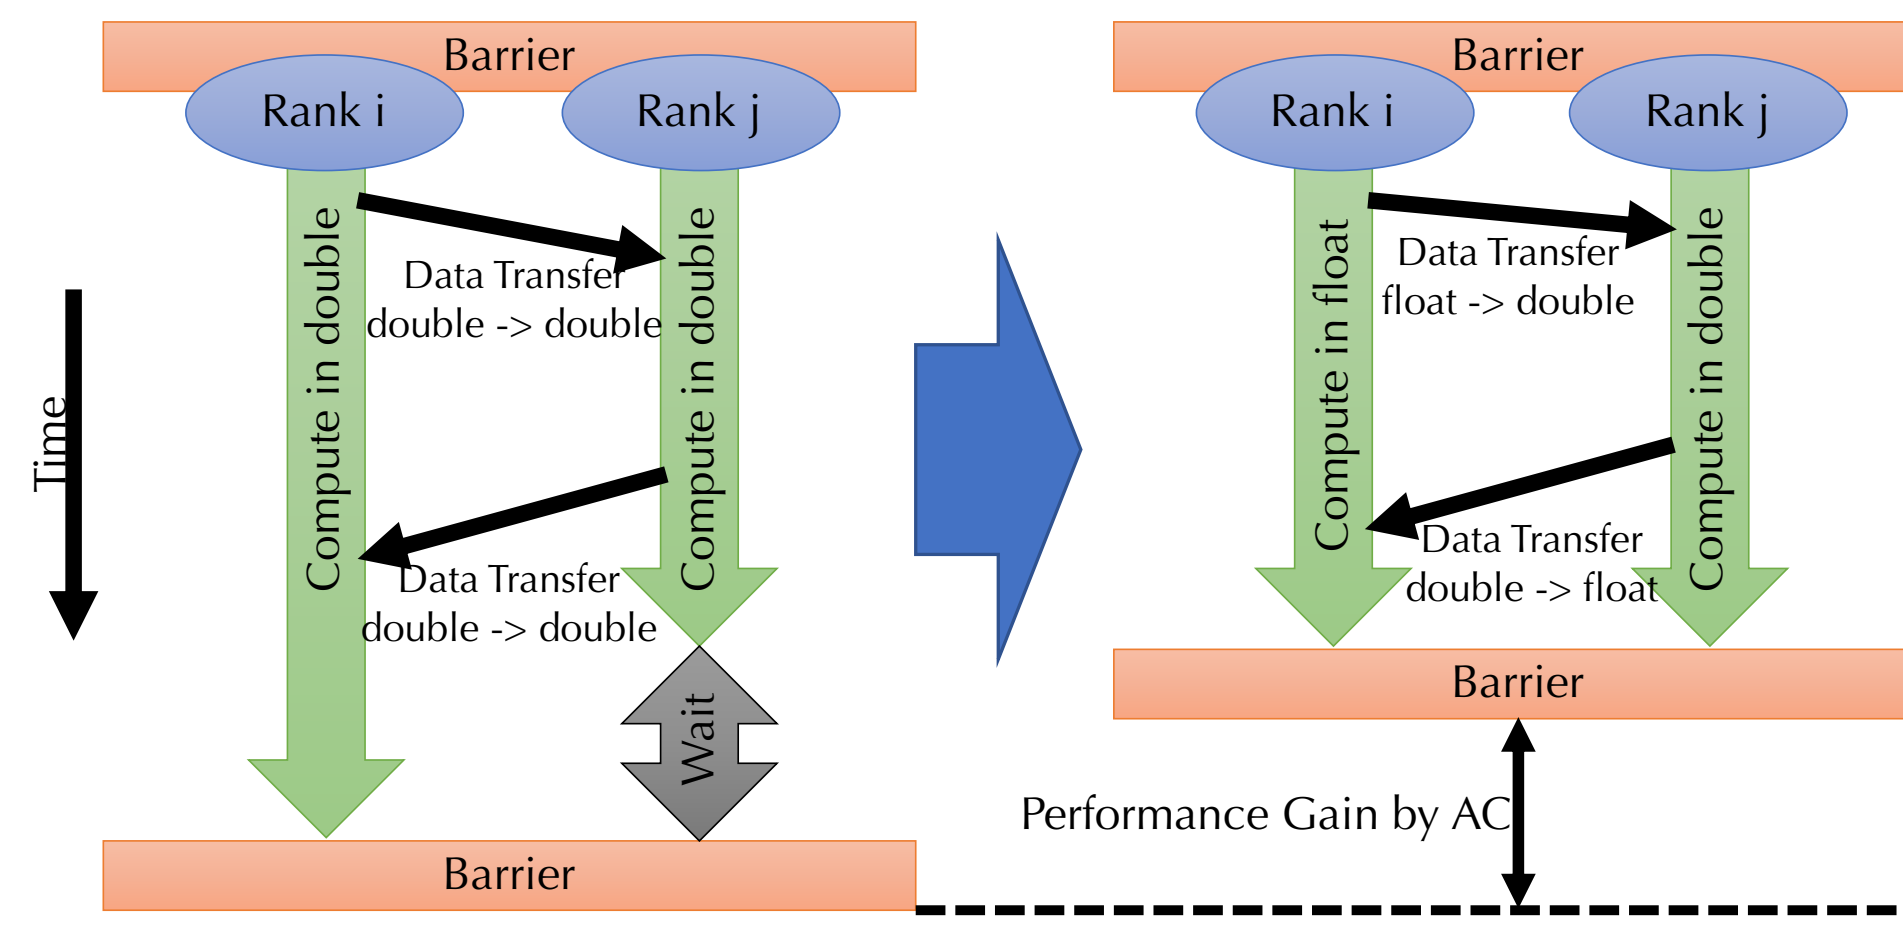 Barrier
Rank i
Rank j
Compute in double
Data Transfer
double -> double
Compute in double
Data Transfer
double -> double
Wait
Barrier
Time
Barrier
Rank i
Rank j
Compute in float
Data Transfer
float -> double
Compute in double
Data Transfer
double -> float
Barrier
Performance Gain by AC